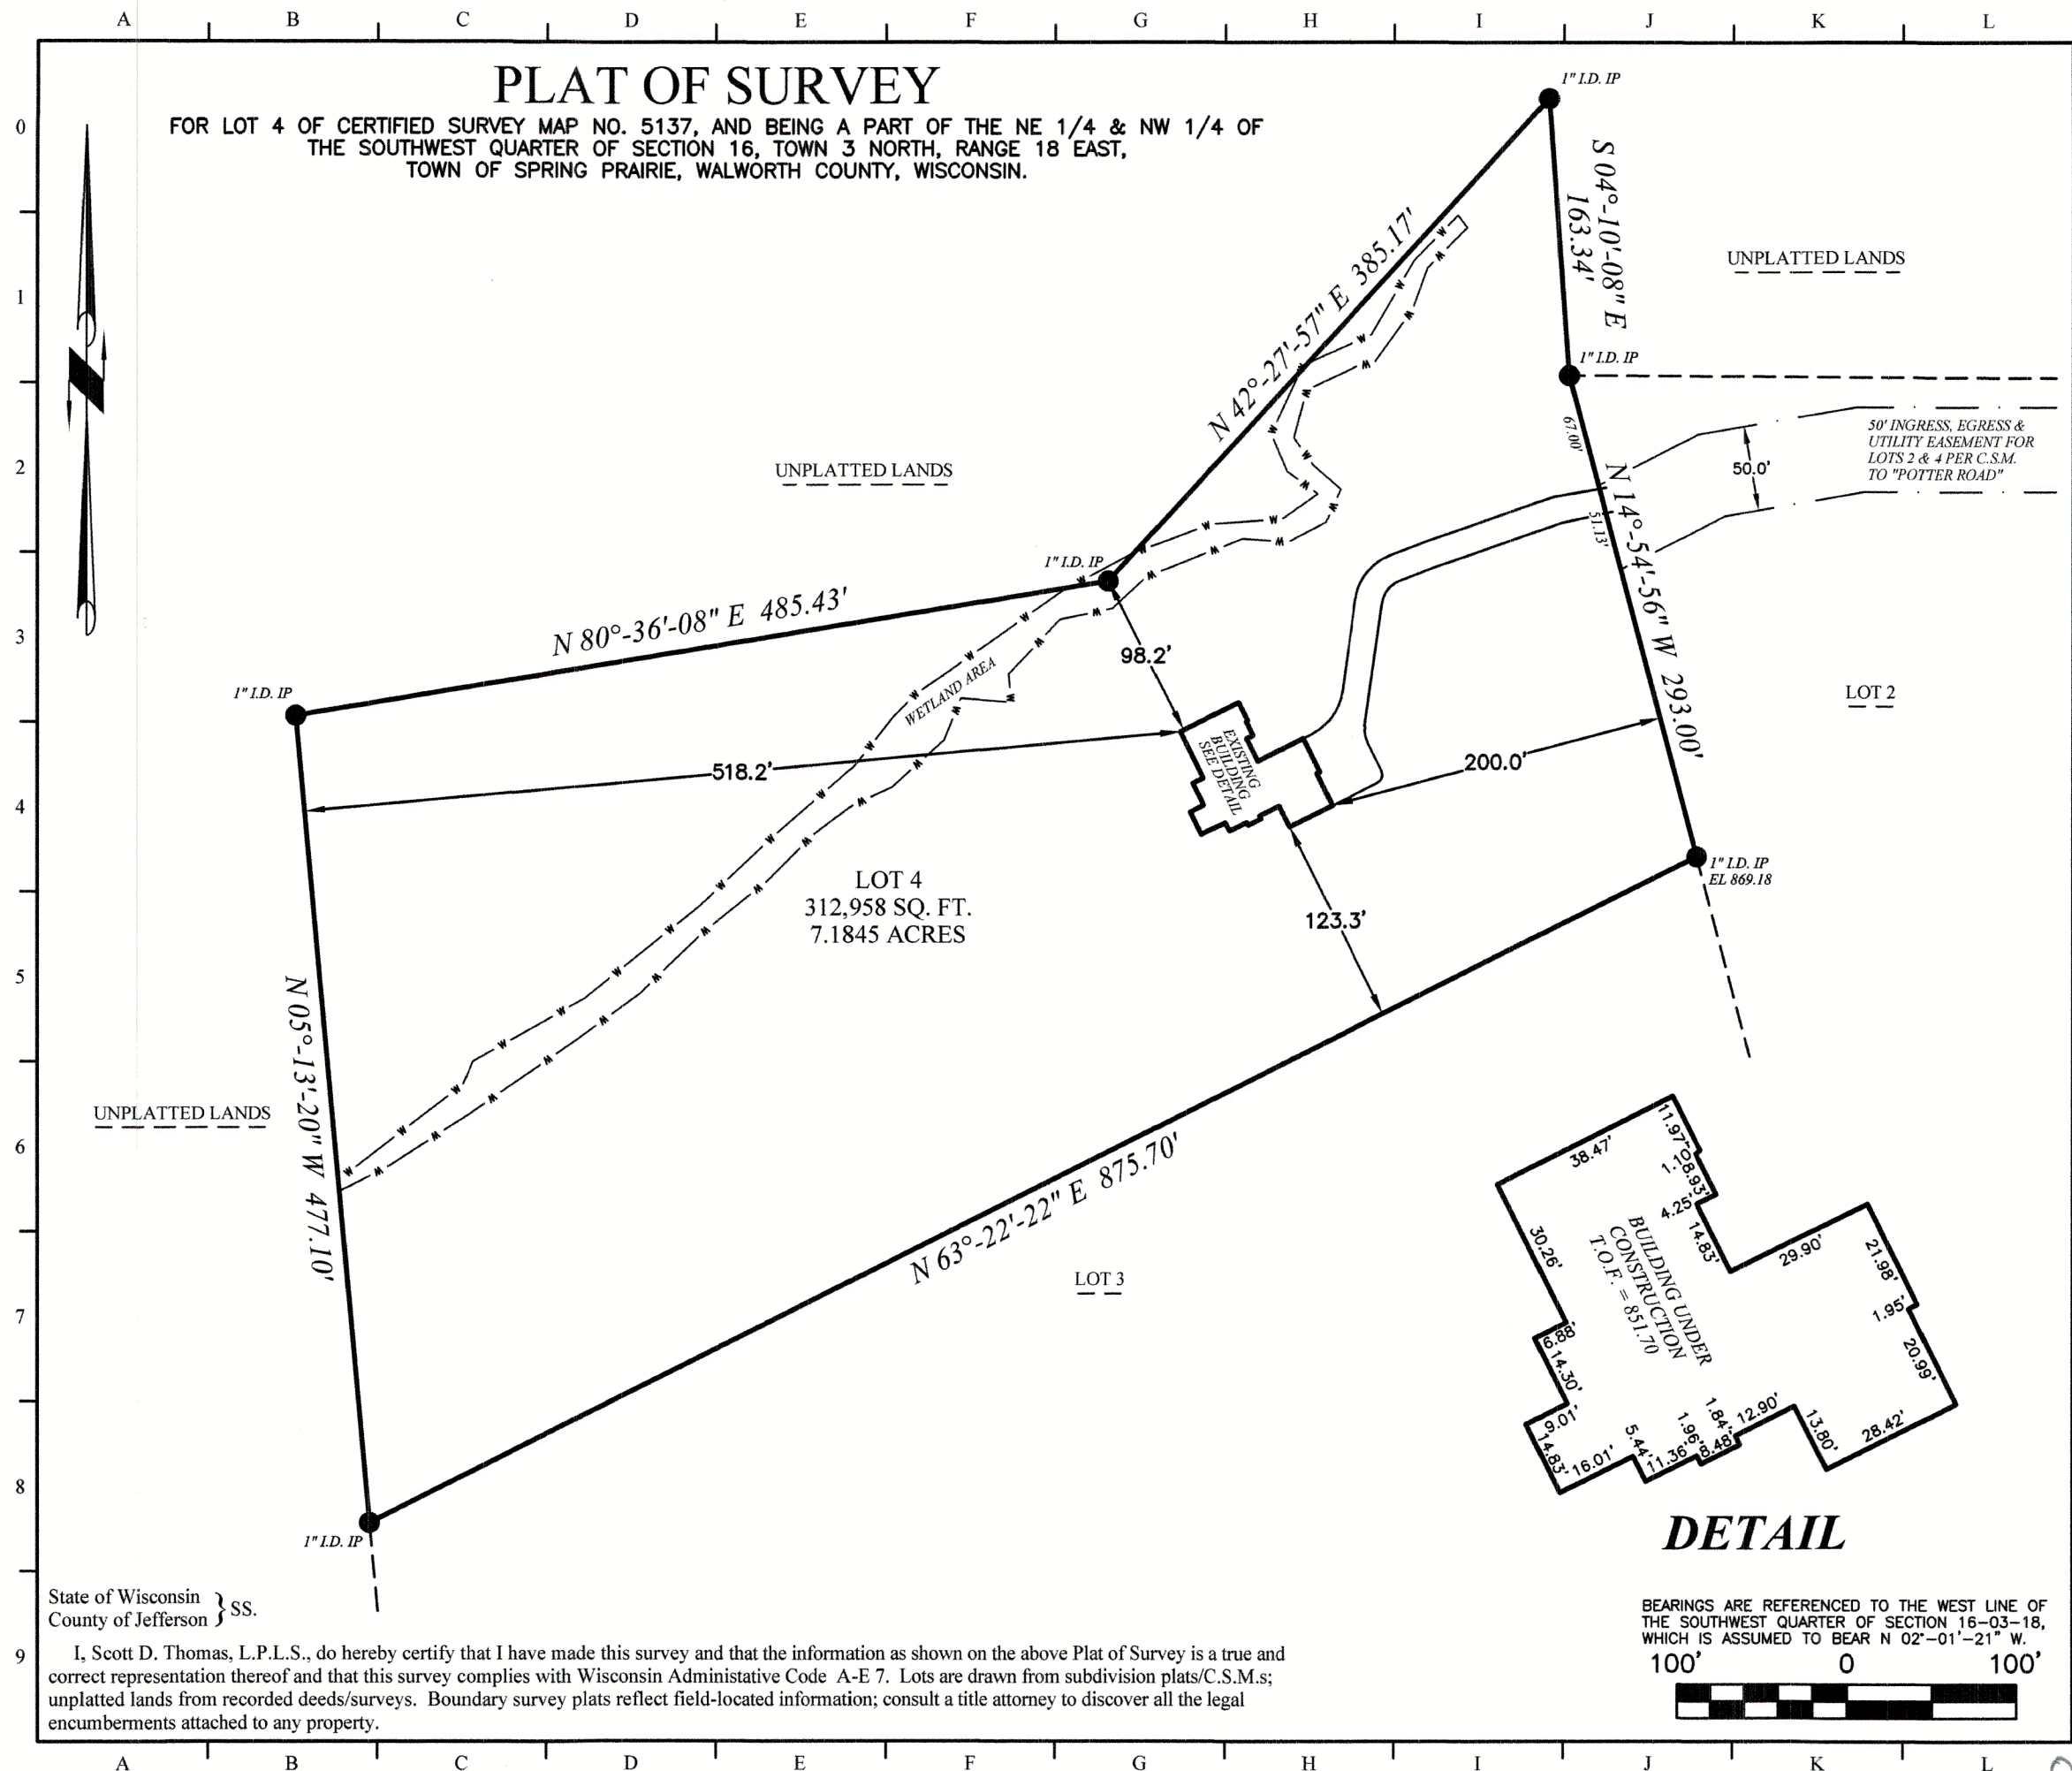 A B C D E F G H I J K L
PLAT OF SURVEY
FOR LOT 4 OF CERTIFIED SURVEY MAP NO. 5137, AND BEING A PART OF THE NE 1/4 & NW 1/4 OF
THE SOUTHWEST QUARTER OF SECTION 16, TOWN 3 NORTH, RANGE 18 EAST,
TOWN OF SPRING PRAIRIE, WALWORTH COUNTY, WISCONSIN.
0
1
2
3
4
5
6
7
8
9
1" I.D. IP
S 04°-10'-08" E
163.34'
UNPLATTED LANDS
N 42°-27'-57" E 385.17'
1" I.D. IP
67.00'
50' INGRESS, EGRESS &
UTILITY EASEMENT FOR
LOTS 2 & 4 PER C.S.M.
TO "POTTER ROAD"
50.0'
51.13'
N 14°-54'-56" W 293.00'
UNPLATTED LANDS
1" I.D. IP
N 80°-36'-08" E 485.43'
98.2'
WETLAND AREA
1" I.D. IP
LOT 2
518.2'
EXISTING
BUILDING
SEE DETAIL
200.0'
1" I.D. IP
EL 869.18
LOT 4
312,958 SQ. FT.
7.1845 ACRES
123.3'
N 05°-13'-20" W 477.10'
UNPLATTED LANDS
N 63°-22'-22" E 875.70'
LOT 3
1" I.D. IP
38.47'
11.97'
8.93'
4.25'
14.83'
29.90'
21.98'
1.95'
20.99'
28.42'
13.80'
12.90'
1.84'
8.48'
1.96'
11.36'
5.44'
16.01'
14.83'
9.01'
14.30'
6.88'
30.26'
BUILDING UNDER
CONSTRUCTION
T.O.F. = 851.70
DETAIL
State of Wisconsin
County of Jefferson } SS.
I, Scott D. Thomas, L.P.L.S., do hereby certify that I have made this survey and that the information as shown on the above Plat of Survey is a true and
correct representation thereof and that this survey complies with Wisconsin Administative Code A-E 7. Lots are drawn from subdivision plats/C.S.M.s;
unplatted lands from recorded deeds/surveys. Boundary survey plats reflect field-located information; consult a title attorney to discover all the legal
encumberments attached to any property.
BEARINGS ARE REFERENCED TO THE WEST LINE OF
THE SOUTHWEST QUARTER OF SECTION 16-03-18,
WHICH IS ASSUMED TO BEAR N 02°-01'-21" W.
100' 0 100'
A B C D E F G H I J K L